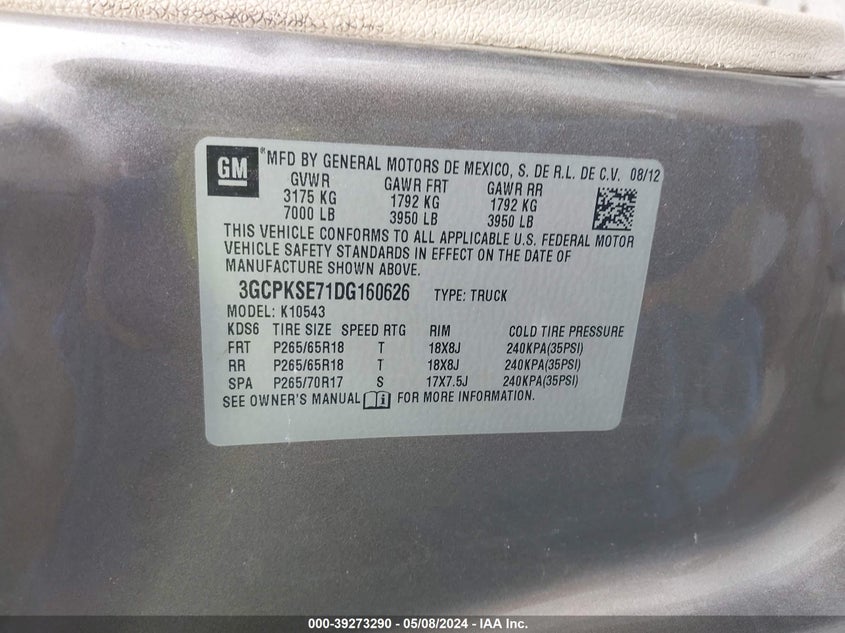 GM ® MFD BY GENERAL MOTORS DE MEXICO, S. DE R.L. DE C.V. 08/12
GVWR GAWR FRT GAWR RR
3175 KG 1792 KG 1792 KG
7000 LB 3950 LB 3950 LB
THIS VEHICLE CONFORMS TO ALL APPLICABLE U.S. FEDERAL MOTOR
VEHICLE SAFETY STANDARDS IN EFFECT ON THE DATE OF
MANUFACTURE SHOWN ABOVE.
3GCPKSE71DG160626 TYPE: TRUCK
MODEL: K10543
KDS6 TIRE SIZE SPEED RTG RIM COLD TIRE PRESSURE
FRT P265/65R18 T 18X8J 240KPA(35PSI)
RR P265/65R18 T 18X8J 240KPA(35PSI)
SPA P265/70R17 S 17X7.5J 240KPA(35PSI)
SEE OWNER'S MANUAL FOR MORE INFORMATION.
000-39273290 - 05/08/2024 - IAA Inc.